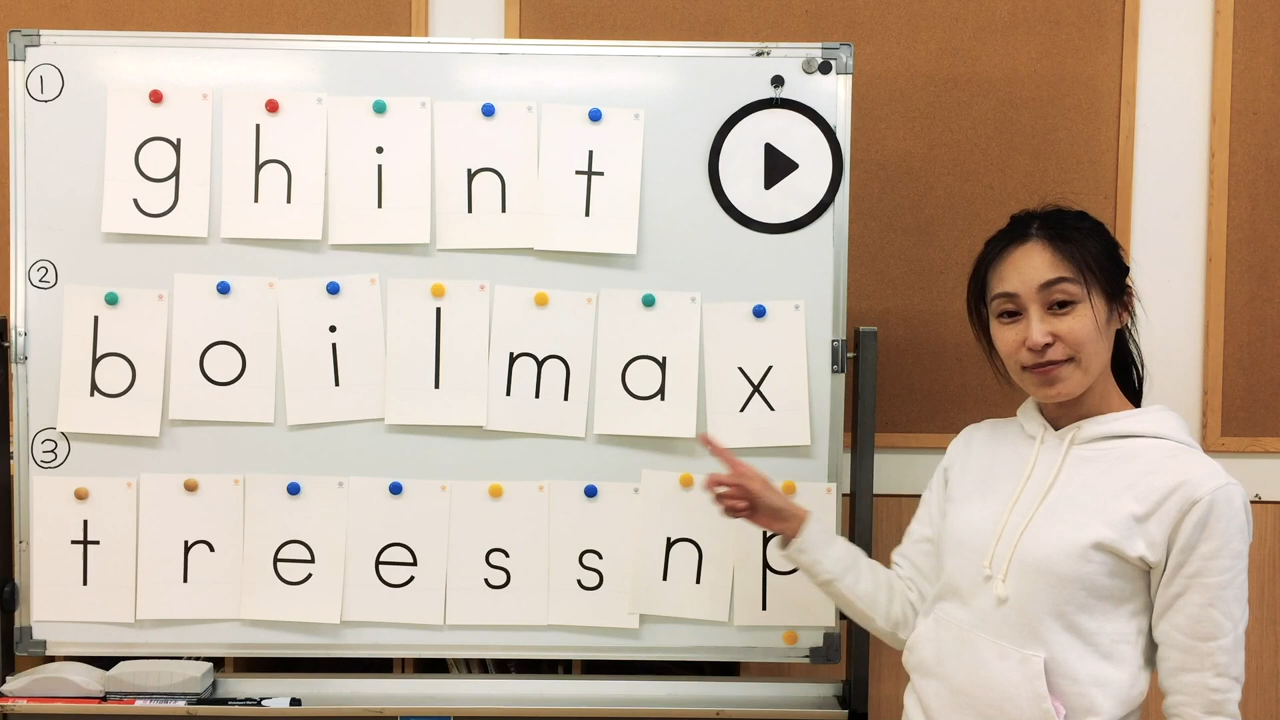 ① g h i n t
② b o i l m a x
③ t r e e s s n p